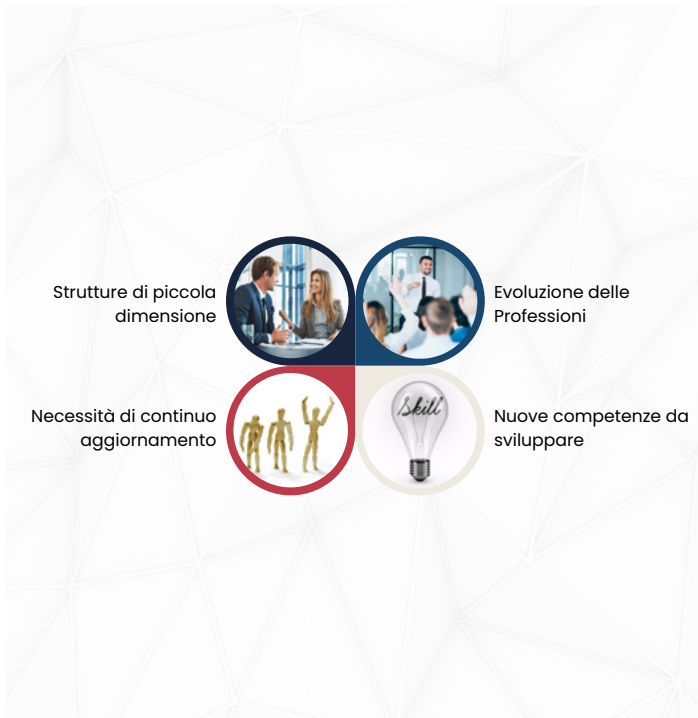 Strutture di piccola
dimensione
Evoluzione delle
Professioni
Necessità di continuo
aggiornamento
Skill
Nuove competenze da
sviluppare